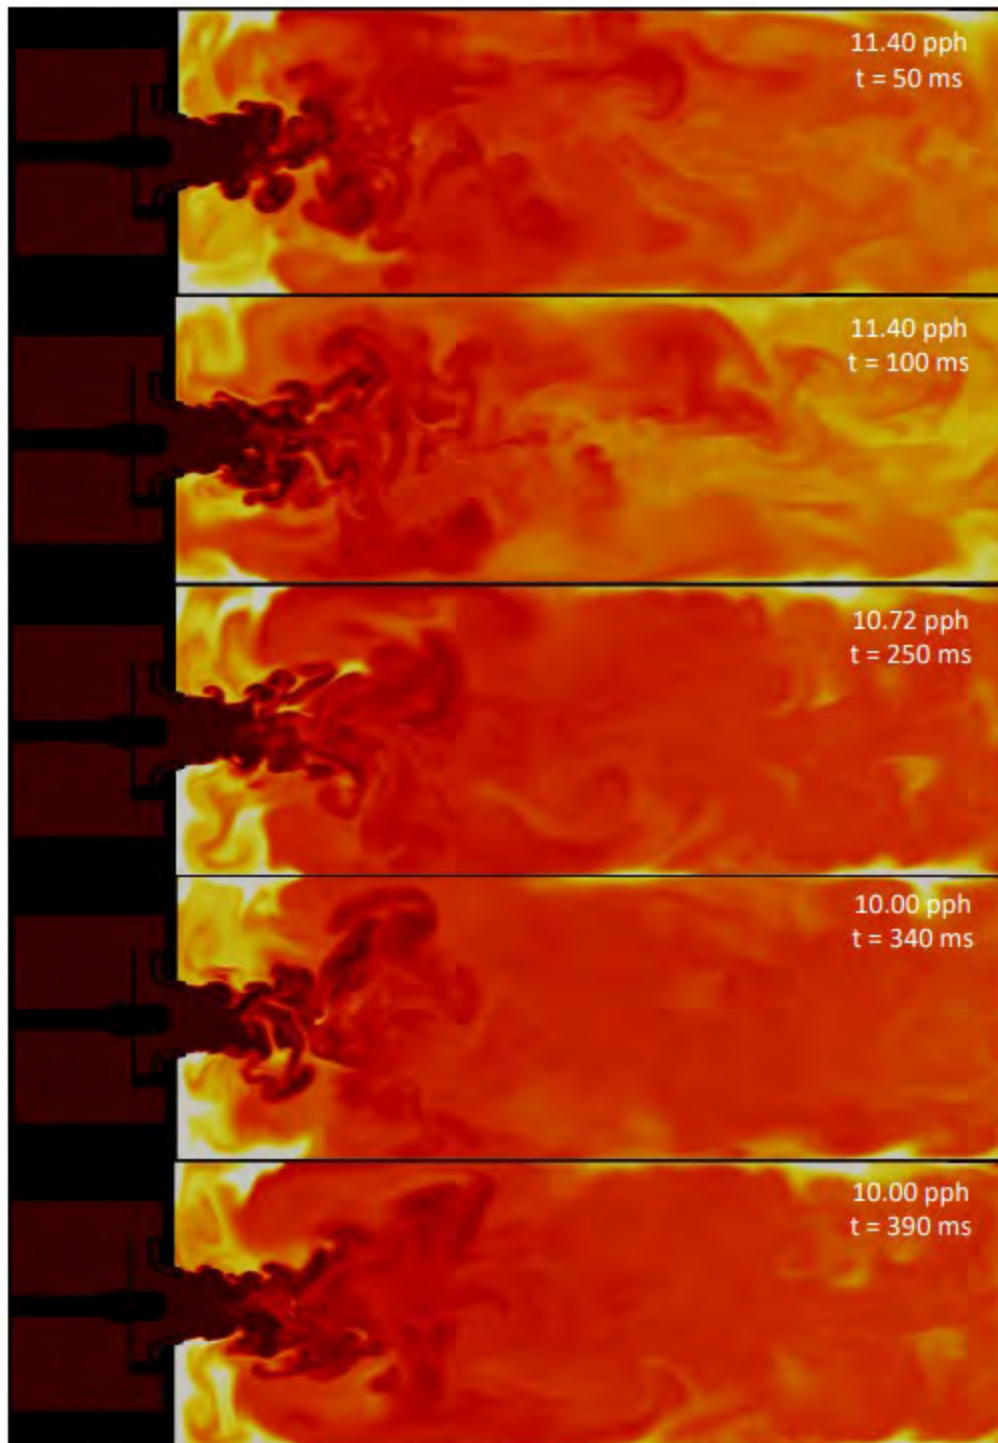 11.40 pph
t = 50 ms
11.40 pph
t = 100 ms
10.72 pph
t = 250 ms
10.00 pph
t = 340 ms
10.00 pph
t = 390 ms